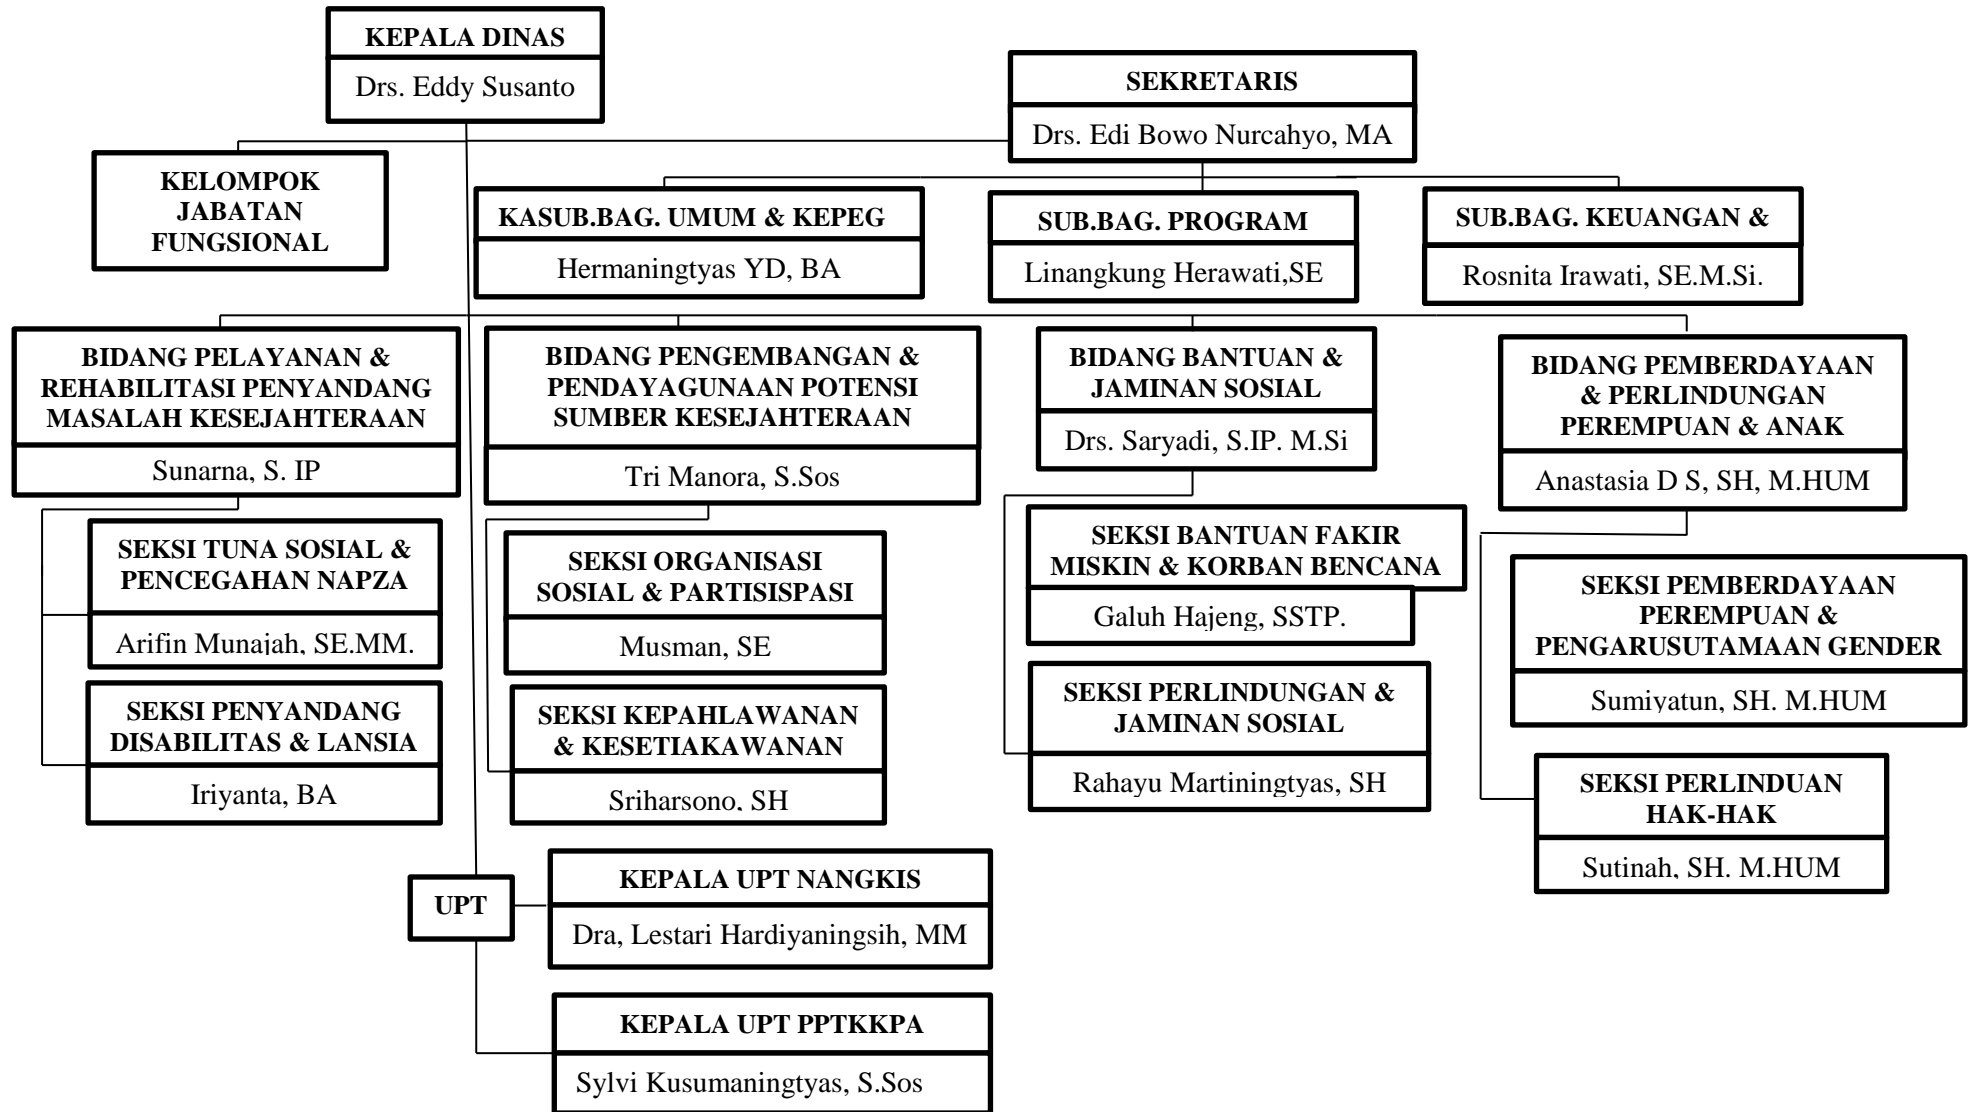 KEPALA DINAS
Drs. Eddy Susanto
SEKRETARIS
Drs. Edi Bowo Nurcahyo, MA
KELOMPOK
JABATAN
FUNGSIONAL
KASUB.BAG. UMUM & KEPEG
Hermaningtyas YD, BA
SUB.BAG. PROGRAM
Linangkung Herawati,SE
SUB.BAG. KEUANGAN &
Rosnita Irawati, SE.M.Si.
BIDANG PELAYANAN &
REHABILITASI PENYANDANG
MASALAH KESEJAHTERAAN
Sunarna, S. IP
BIDANG PENGEMBANGAN &
PENDAYAGUNAAN POTENSI
SUMBER KESEJAHTERAAN
Tri Manora, S.Sos
BIDANG BANTUAN &
JAMINAN SOSIAL
Drs. Saryadi, S.IP. M.Si
BIDANG PEMBERDAYAAN
& PERLINDUNGAN
PEREMPUAN & ANAK
Anastasia D S, SH, M.HUM
SEKSI TUNA SOSIAL &
PENCEGAHAN NAPZA
Arifin Munajah, SE.MM.
SEKSI PENYANDANG
DISABILITAS & LANSIA
Iriyanta, BA
SEKSI ORGANISASI
SOSIAL & PARTISISPASI
Musman, SE
SEKSI KEPAHLAWANAN
& KESETIAKAWANAN
Sriharsono, SH
SEKSI BANTUAN FAKIR
MISKIN & KORBAN BENCANA
Galuh Hajeng, SSTP.
SEKSI PERLINDUNGAN &
JAMINAN SOSIAL
Rahayu Martiningtyas, SH
SEKSI PEMBERDAYAAN
PEREMPUAN &
PENGARUSUTAMAAN GENDER
Sumiyatun, SH. M.HUM
SEKSI PERLINDUAN
HAK-HAK
Sutinah, SH. M.HUM
UPT
KEPALA UPT NANGKIS
Dra, Lestari Hardiyaningsih, MM
KEPALA UPT PPTKKPA
Sylvi Kusumaningtyas, S.Sos